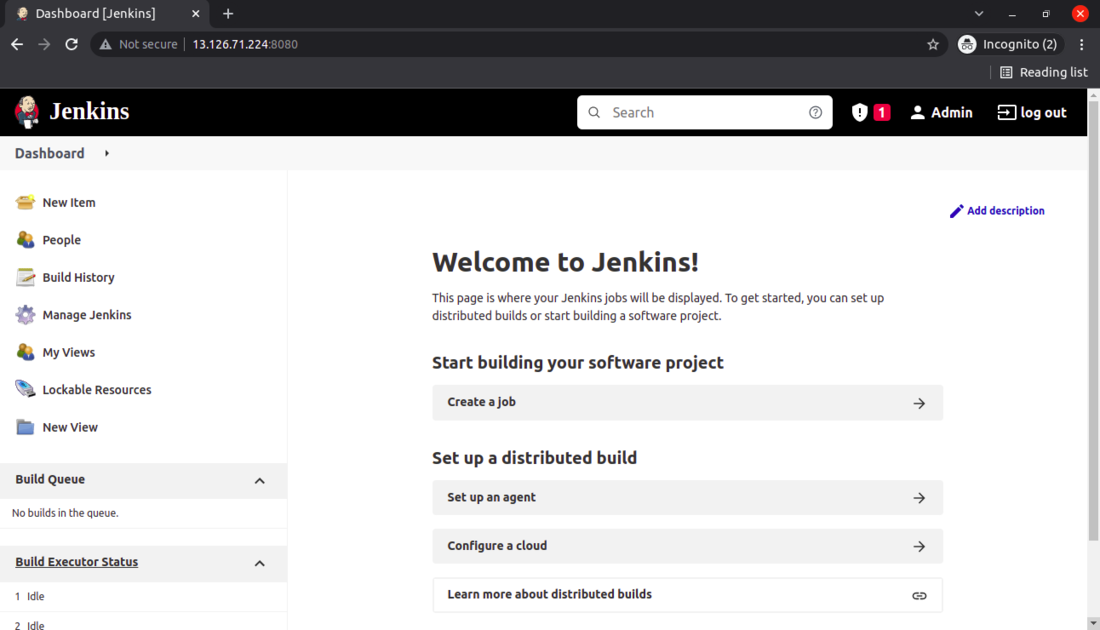 Dashboard [Jenkins]
Not secure
13.126.71.224:8080
Incognito (2)
Reading list
Jenkins
Search
1
Admin
log out
Dashboard
New Item
People
Build History
Manage Jenkins
My Views
Lockable Resources
New View
Build Queue
No builds in the queue.
Build Executor Status
1 Idle
2 Idle
Add description
Welcome to Jenkins!
This page is where your Jenkins jobs will be displayed. To get started, you can set up
distributed builds or start building a software project.
Start building your software project
Create a job
Set up a distributed build
Set up an agent
Configure a cloud
Learn more about distributed builds